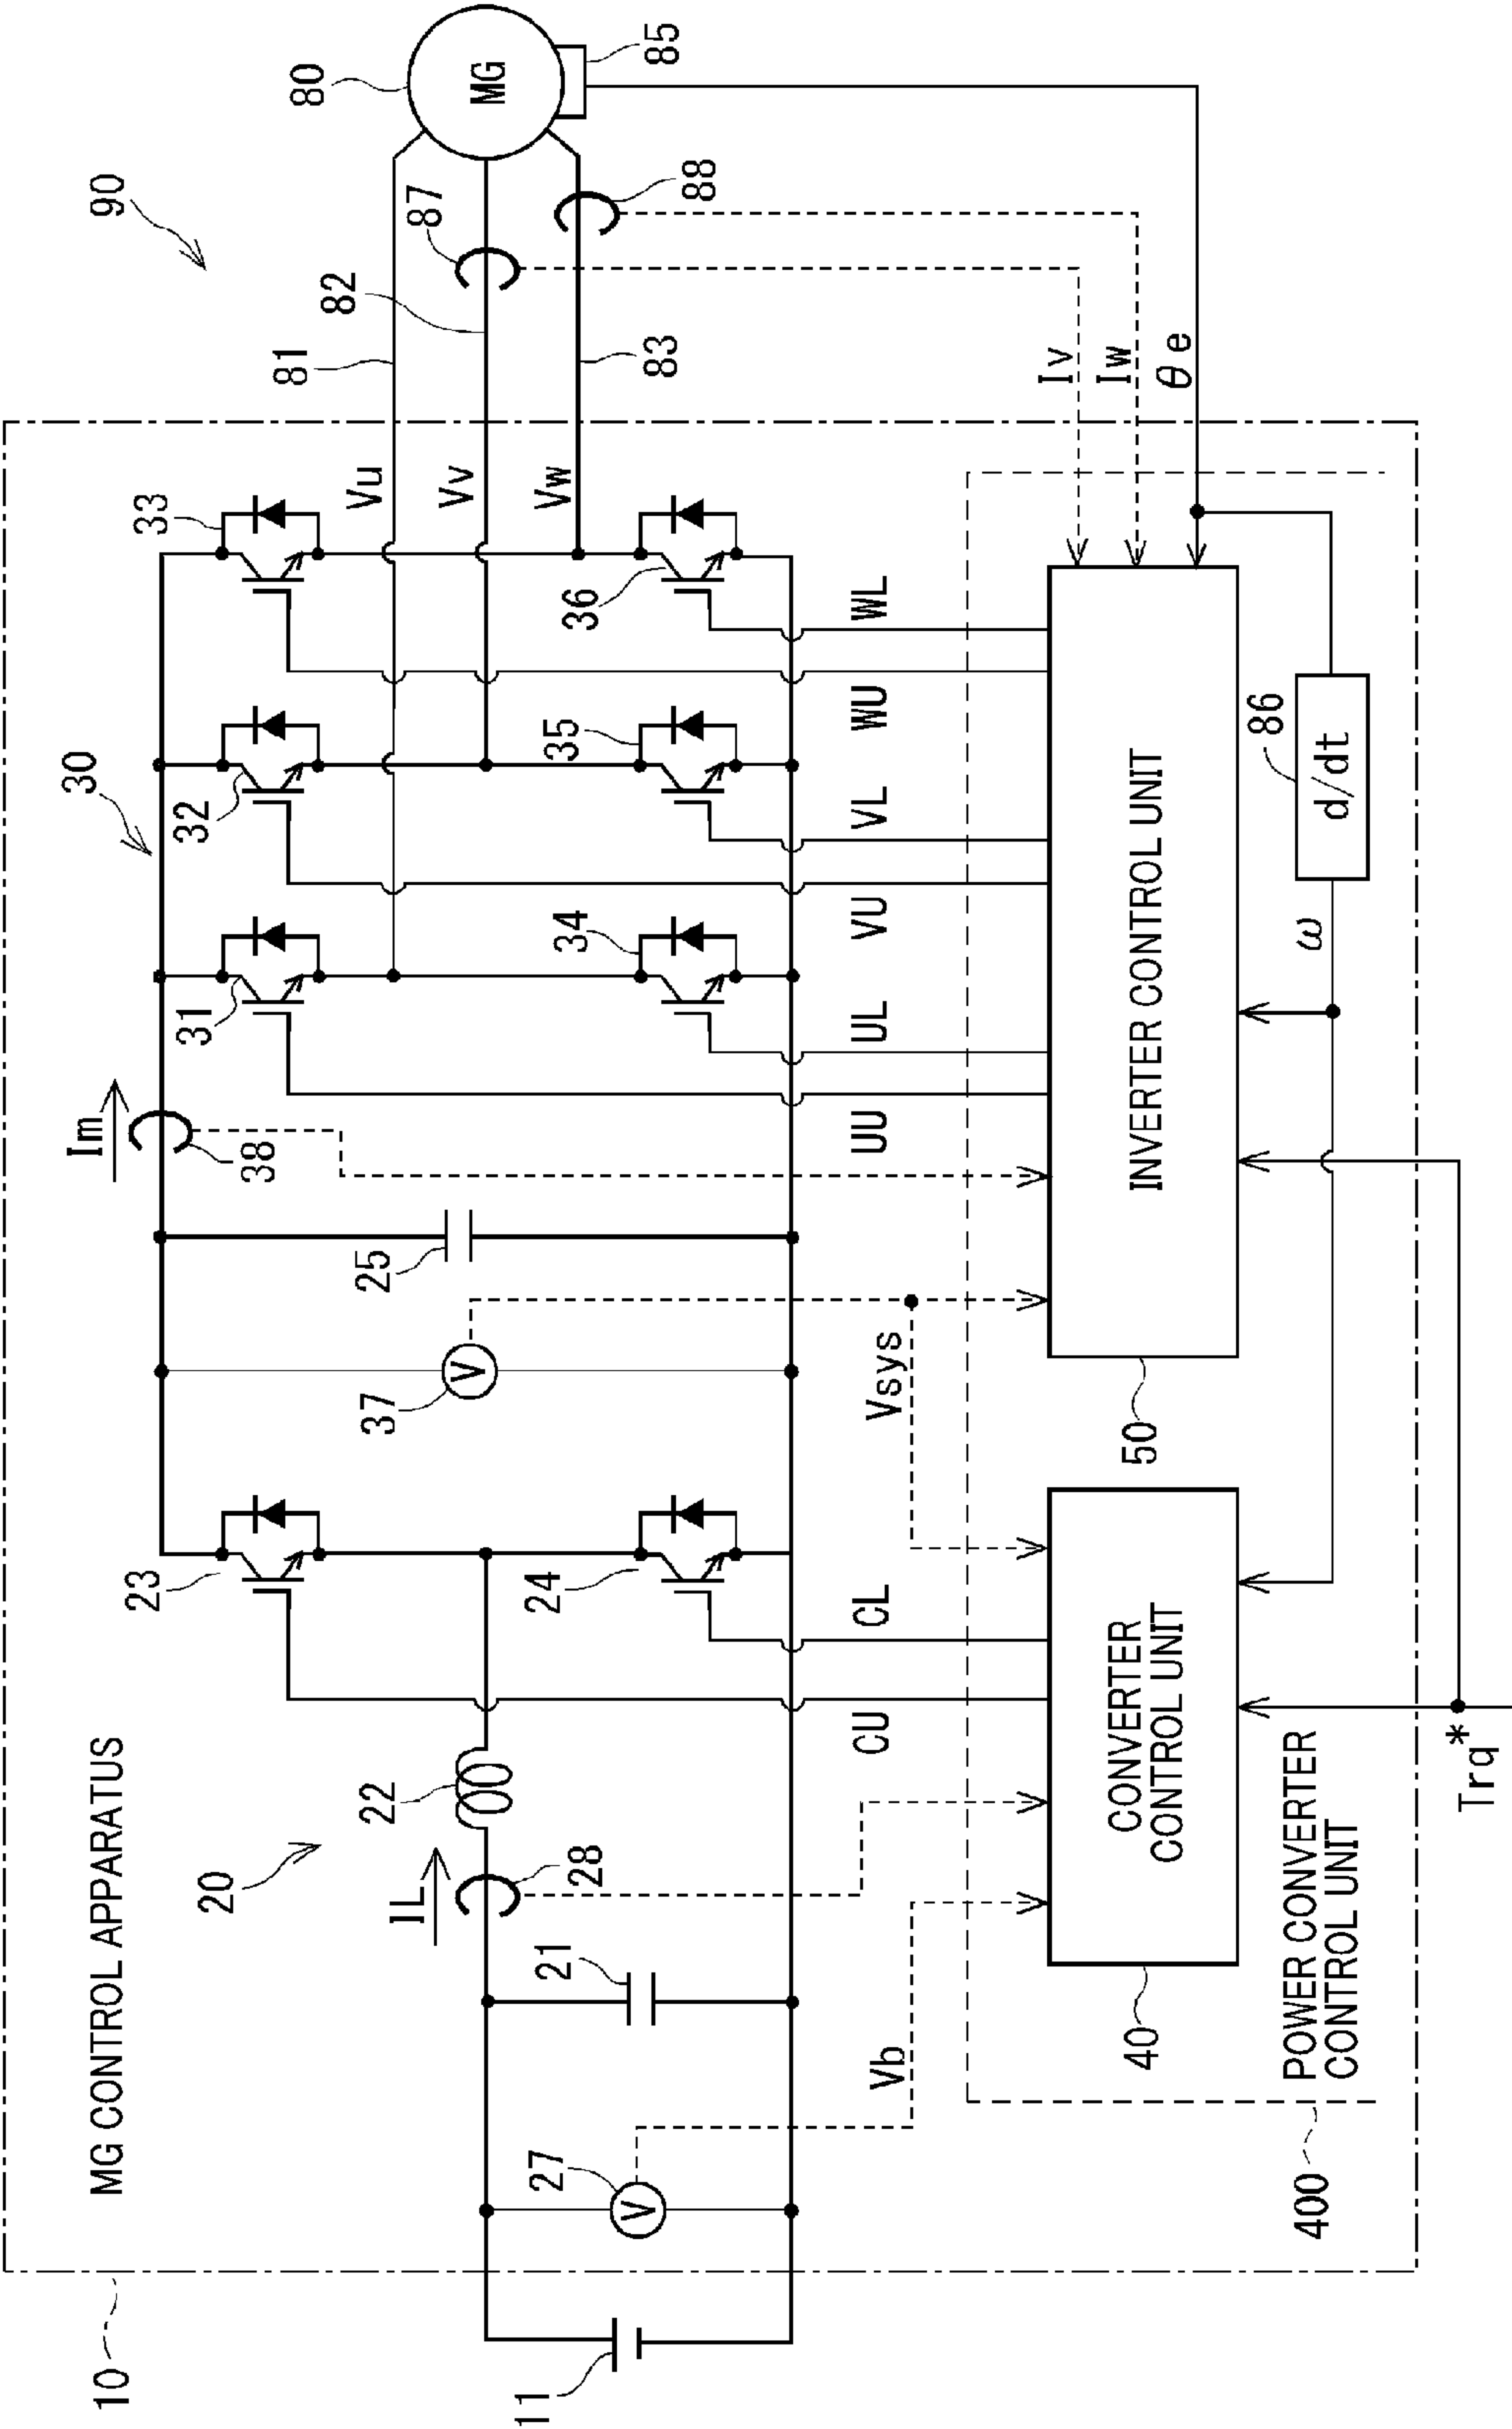 90
10
MG CONTROL APPARATUS
20
30
Im
23
38
31
32
33
80
MG
85
81
82
87
83
88
Vu
Vv
Vw
IL
22
28
37
V
25
11
27
V
21
24
34
35
36
Vb
Vsys
CU
CL
UU
UL
VU
VL
WU
WL
Iv
Iw
θe
40
CONVERTER
CONTROL UNIT
50
INVERTER CONTROL UNIT
400
POWER CONVERTER
CONTROL UNIT
ω
86
d/dt
Trq*